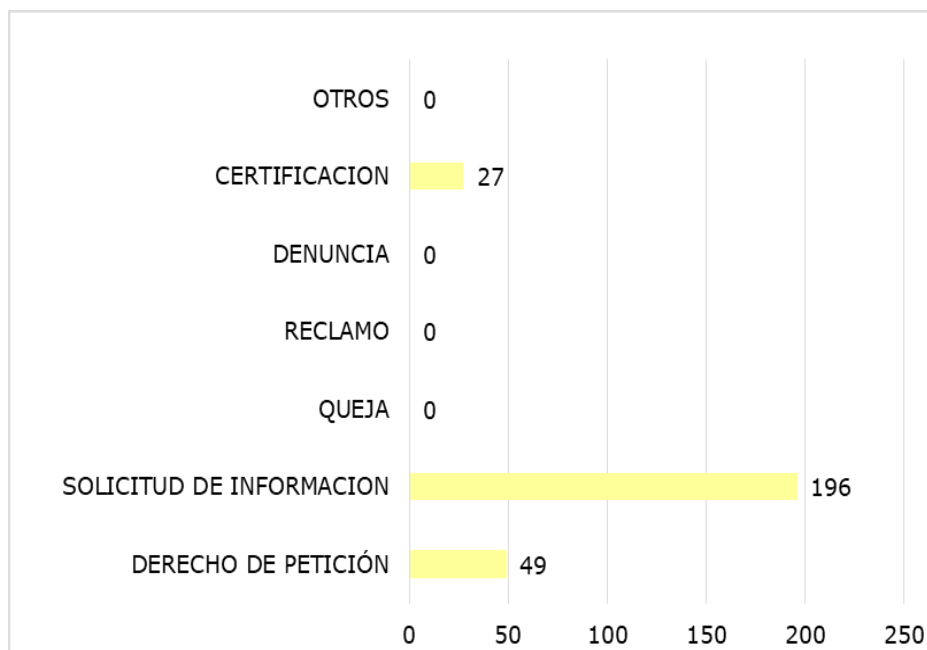 OTROS 0
CERTIFICACION 27
DENUNCIA 0
RECLAMO 0
QUEJA 0
SOLICITUD DE INFORMACION 196
DERECHO DE PETICIÓN 49
0 50 100 150 200 250